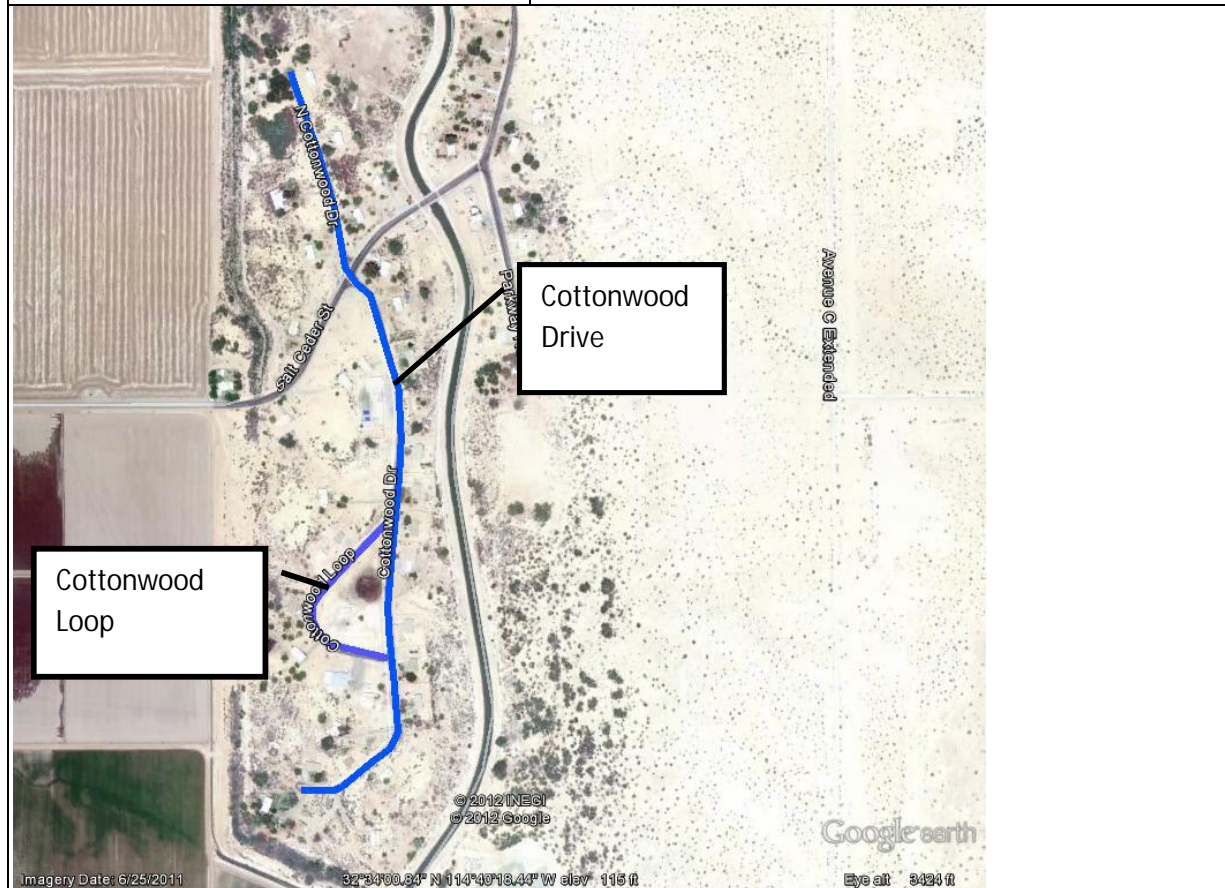 N Cottonwood Dr
Salt Ceder St
Parkway
Cottonwood
Drive
Avenue C Extended
Cottonwood Dr
Cottonwood Loop
Cottonwood
Loop
© 2012 INEGI
© 2012 Google
Google earth
Imagery Date: 6/25/2011
32°34'00.84" N 114°40'18.44" W elev 115 ft
Eye alt 3424 ft